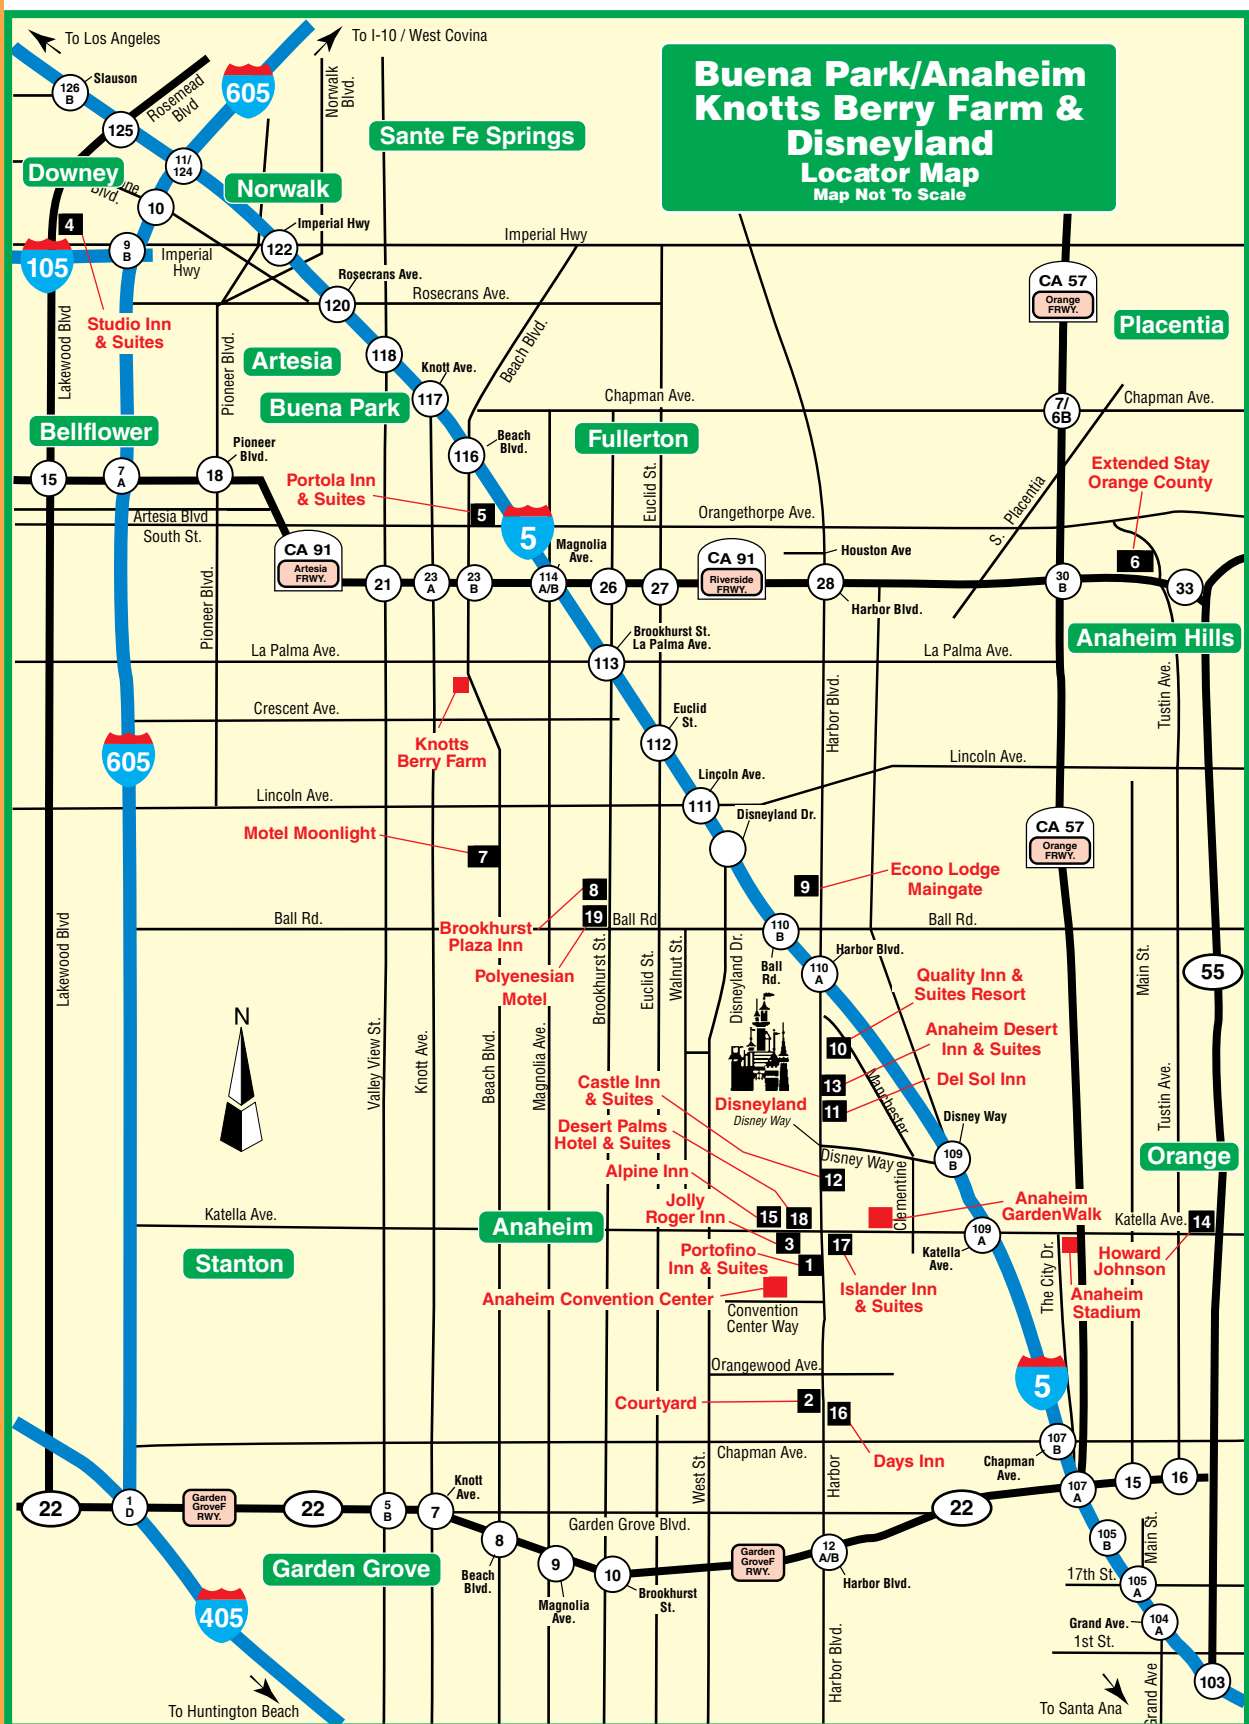 To Los Angeles
To I-10 / West Covina
Buena Park/Anaheim
Knotts Berry Farm &
Disneyland
Locator Map
Map Not To Scale
126
B
Slauson
Rosemead
Blvd
605
Norwalk
Blvd.
125
Sante Fe Springs
11/
124
Downey
Blvd.
Norwalk
10
4
Imperial Hwy
122
9
B
Imperial
Hwy
Imperial Hwy
105
Rosecrans Ave.
120
Rosecrans Ave.
CA 57
Orange
FRWY.
Placentia
Studio Inn
& Suites
Lakewood Blvd
Pioneer Blvd.
Beach Blvd.
118
Artesia
Knott Ave.
117
Buena Park
Chapman Ave.
Chapman Ave.
7/
6B
Bellflower
Fullerton
Beach
Blvd.
116
Pioneer
Blvd.
15
7
A
18
Portola Inn
& Suites
5
Euclid St.
Extended Stay
Orange County
S. Placentia
Artesia Blvd
South St.
Orangethorpe Ave.
5
Magnolia
Ave.
Houston Ave
CA 91
Artesia
FRWY.
21
23
A
23
B
114
A/B
26
27
CA 91
Riverside
FRWY.
28
Harbor Blvd.
30
B
6
33
Pioneer Blvd.
Brookhurst St.
La Palma Ave.
La Palma Ave.
113
La Palma Ave.
Anaheim Hills
Tustin Ave.
Harbor Blvd.
Crescent Ave.
Knotts
Berry Farm
Euclid
St.
112
605
Lincoln Ave.
Lincoln Ave.
Lincoln Ave.
111
Disneyland Dr.
CA 57
Orange
FRWY.
Motel Moonlight
7
8
19
9
Econo Lodge
Maingate
Lakewood Blvd
Ball Rd.
Ball Rd
Ball Rd.
Brookhurst
Plaza Inn
Polyenesian
Motel
Brookhurst St.
Euclid St.
Walnut St.
Disneyland Dr.
110
B
Ball
Rd.
110
A
Harbor Blvd.
Main St.
55
Quality Inn &
Suites Resort
N
Valley View St.
Knott Ave.
Beach Blvd.
Magnolia Ave.
10
Anaheim Desert
Inn & Suites
13
Del Sol Inn
11
Manchester
Castle Inn
& Suites
Disneyland
Disney Way
Disney Way
Desert Palms
Hotel & Suites
Disney Way
109
B
Tustin Ave.
Orange
Alpine Inn
12
Clementine
Jolly
Roger Inn
15
18
Anaheim
GardenWalk
Katella Ave.
Anaheim
Katella Ave.
14
3
17
109
A
Katella
Ave.
Stanton
Portofino
Inn & Suites
1
Howard
Johnson
Islander Inn
& Suites
The City Dr.
Anaheim
Stadium
Anaheim Convention Center
Convention
Center Way
Orangewood Ave.
5
Courtyard
2
16
107
B
Chapman
Ave.
Chapman Ave.
Days Inn
West St.
Harbor
Knott
Ave.
107
A
15
16
22
1
D
Garden
GroveF
RWY.
22
5
B
7
22
Garden Grove Blvd.
8
Beach
Blvd.
9
Magnolia
Ave.
10
Brookhurst
St.
Garden
GroveF
RWY.
12
A/B
Harbor Blvd.
105
B
Main St.
Garden Grove
17th St.
105
A
405
Grand Ave.
104
A
1st St.
Harbor Blvd.
103
To Huntington Beach
To Santa Ana
Grand Ave